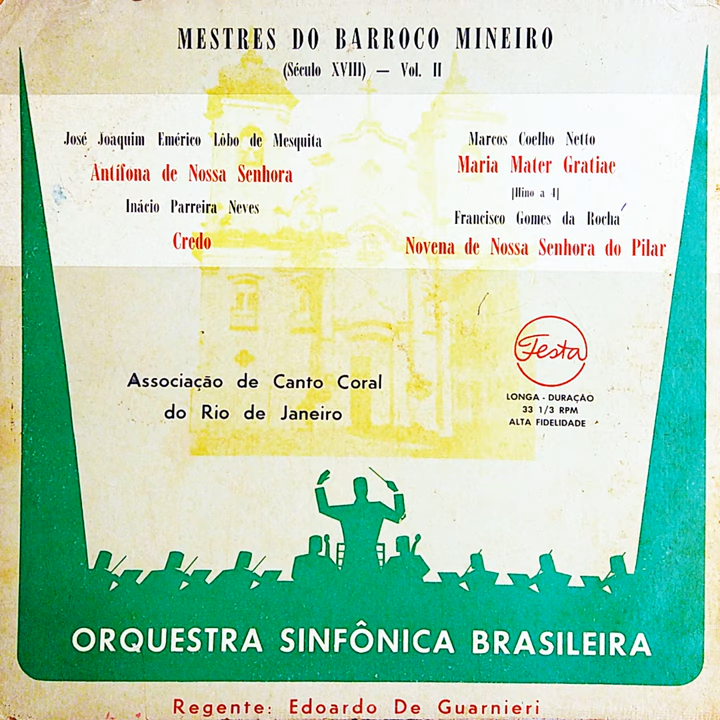 MESTRES DO BARROCO MINEIRO
(Século XVIII) — Vol. II
José Joaquim Emérico Lôbo de Mesquita
Antífona de Nossa Senhora
Inácio Parreira Neves
Credo
Marcos Coelho Netto
Maria Mater Gratiae
[Hino a 4]
Francisco Gomes da Rocha
Novena de Nossa Senhora do Pilar
Festa
LONGA - DURAÇÃO
33 1/3 RPM
ALTA FIDELIDADE
Associação de Canto Coral
do Rio de Janeiro
ORQUESTRA SINFÔNICA BRASILEIRA
Regente: Edoardo De Guarnieri